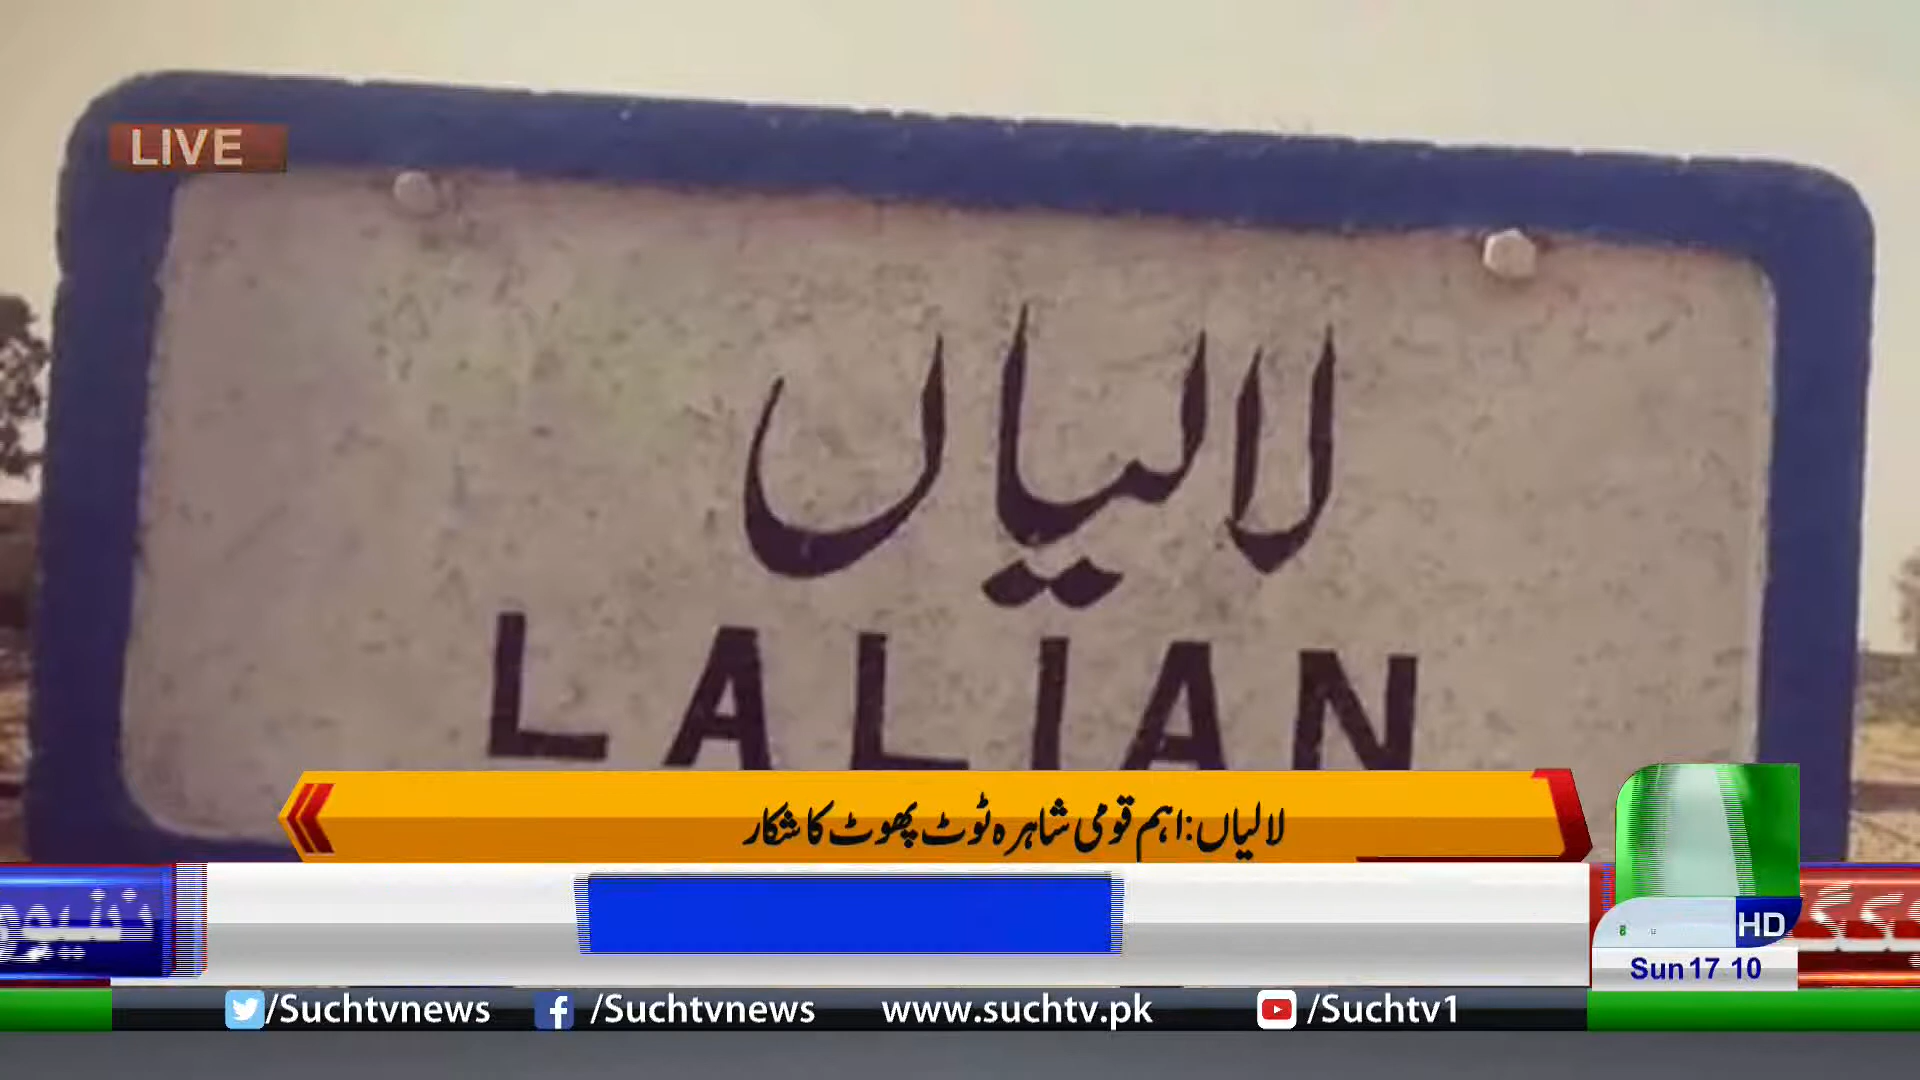 LIVE
لالیاں
LALIAN
لالیاں: اہم قومی شاہرہ ٹوٹ پھوٹ کا شکار
HD
Sun 17 10
/Suchtvnews
/Suchtvnews
www.suchtv.pk
/Suchtv1